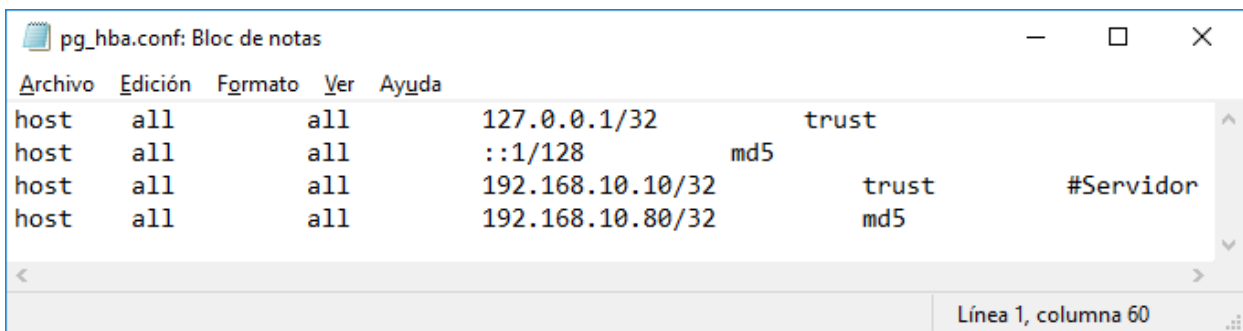 pg_hba.conf: Bloc de notas
Archivo Edición Formato Ver Ayuda
host all all 127.0.0.1/32 trust
host all all ::1/128 md5
host all all 192.168.10.10/32 trust #Servidor
host all all 192.168.10.80/32 md5
Línea 1, columna 60